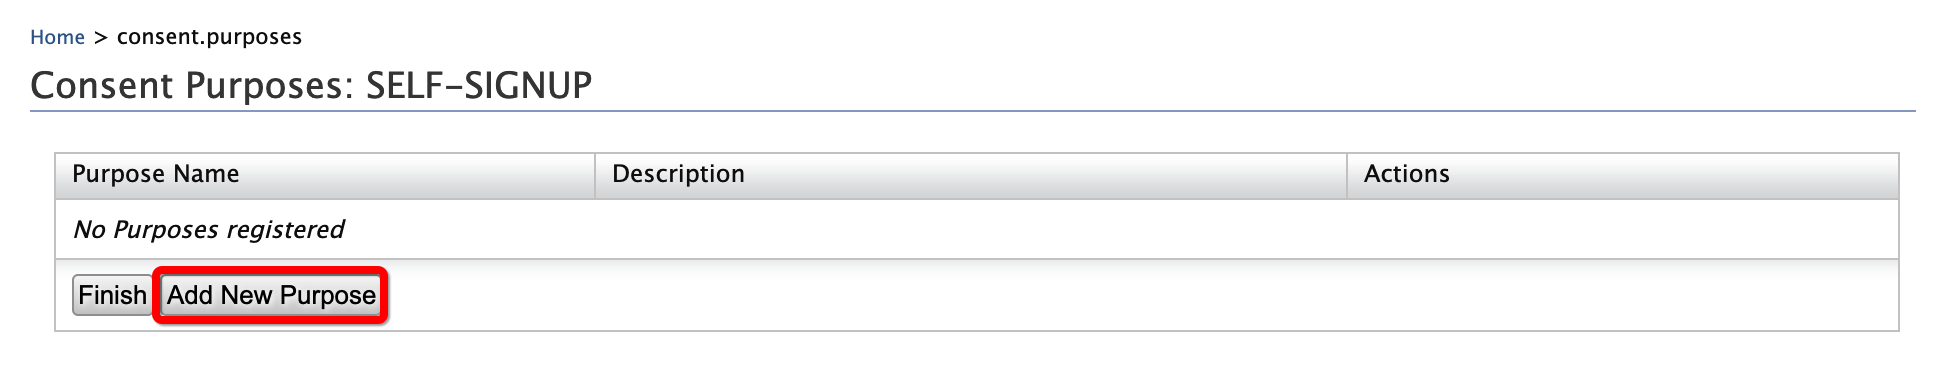 Home > consent.purposes
Consent Purposes: SELF-SIGNUP
Purpose Name Description Actions
No Purposes registered
Finish Add New Purpose